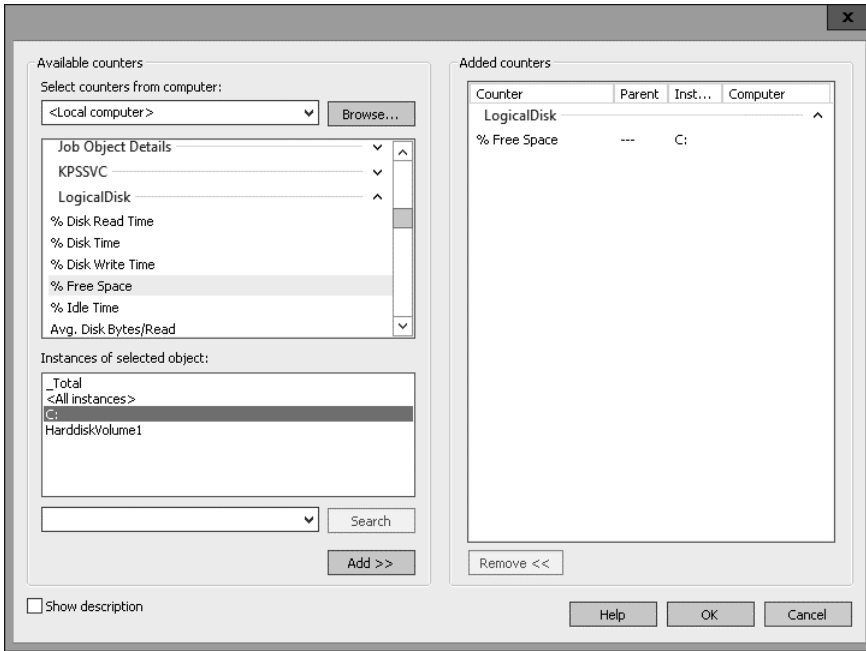 X
Available counters
Select counters from computer:
<Local computer>
Browse...
Job Object Details
KPSSVC
LogicalDisk
% Disk Read Time
% Disk Time
% Disk Write Time
% Free Space
% Idle Time
Avg. Disk Bytes/Read
Instances of selected object:
_Total
<All instances>
C:
HarddiskVolume1
Search
Add >>
Show description
Added counters
Counter Parent Inst... Computer
LogicalDisk
% Free Space --- C:
Remove <<
Help OK Cancel